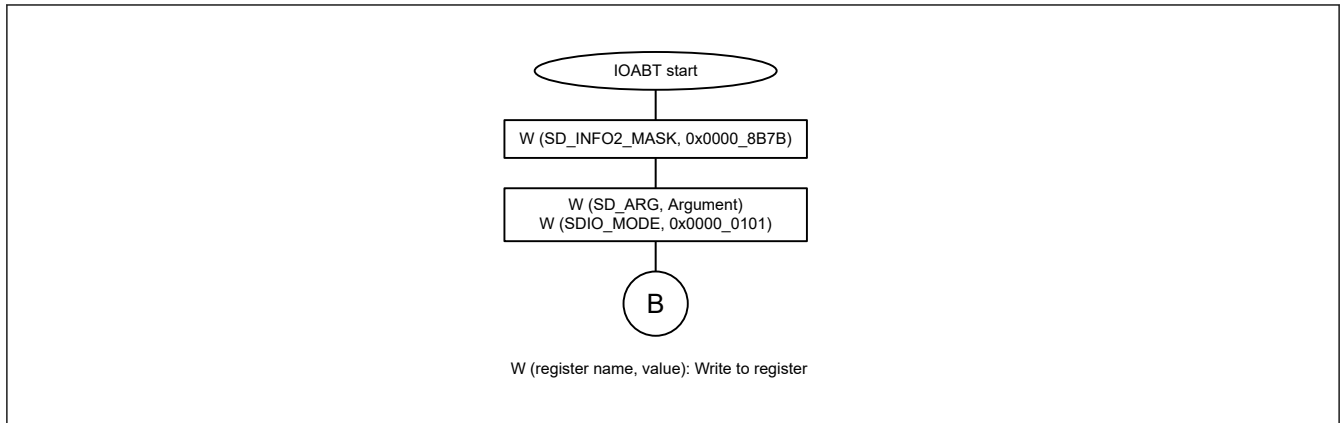 IOABT start
W (SD_INFO2_MASK, 0x0000_8B7B)
W (SD_ARG, Argument)
W (SDIO_MODE, 0x0000_0101)
B
W (register name, value): Write to register